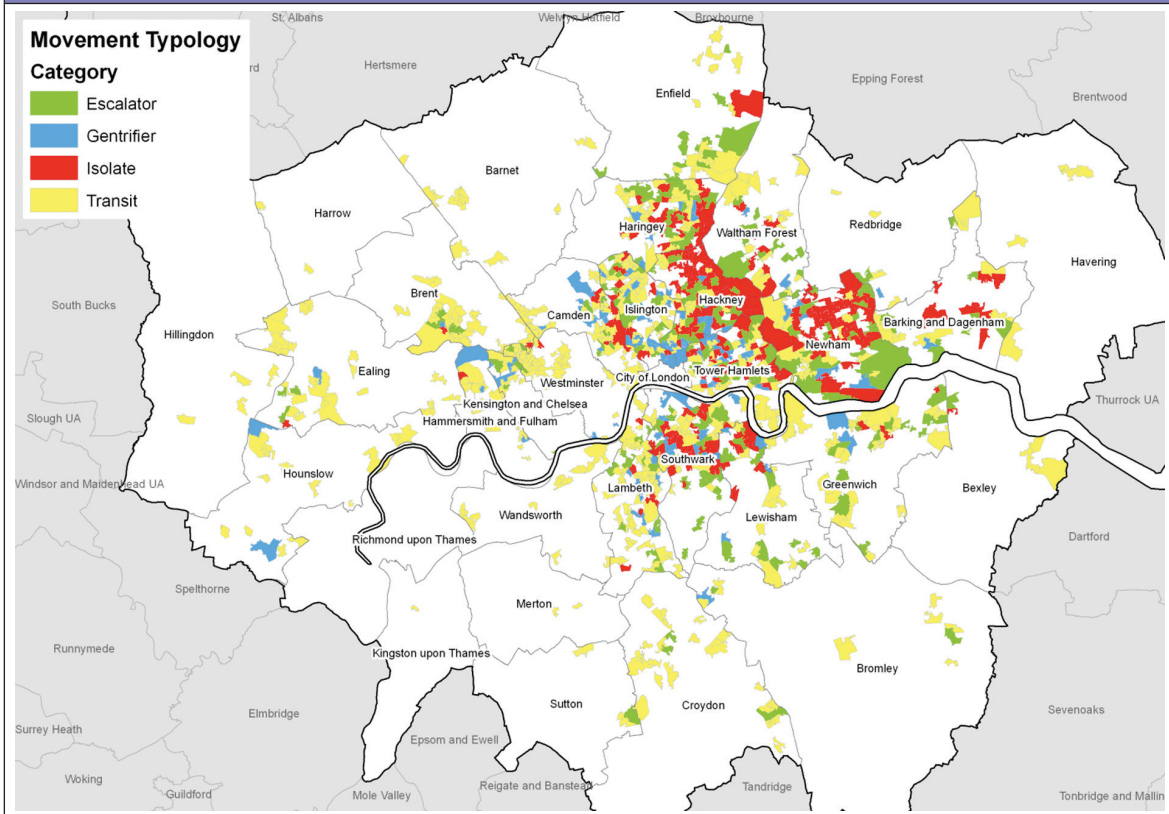 Movement Typology
Category
Escalator
Gentrifier
Isolate
Transit
St. Albans
Welwyn Hatfield
Broxbourne
Hertsmere
Epping Forest
Brentwood
Enfield
Barnet
Harrow
Haringey
Waltham Forest
Redbridge
Havering
South Bucks
Hillingdon
Brent
Camden
Islington
Hackney
Barking and Dagenham
Newham
Ealing
Westminster
City of London
Tower Hamlets
Kensington and Chelsea
Hammersmith and Fulham
Thurrock UA
Slough UA
Hounslow
Southwark
Lambeth
Greenwich
Bexley
Windsor and Maidenhead UA
Wandsworth
Lewisham
Richmond upon Thames
Dartford
Spelthorne
Merton
Runnymede
Kingston upon Thames
Bromley
Sutton
Croydon
Elmbridge
Sevenoaks
Surrey Heath
Epsom and Ewell
Woking
Guildford
Mole Valley
Reigate and Banstead
Tandridge
Tonbridge and Mallin